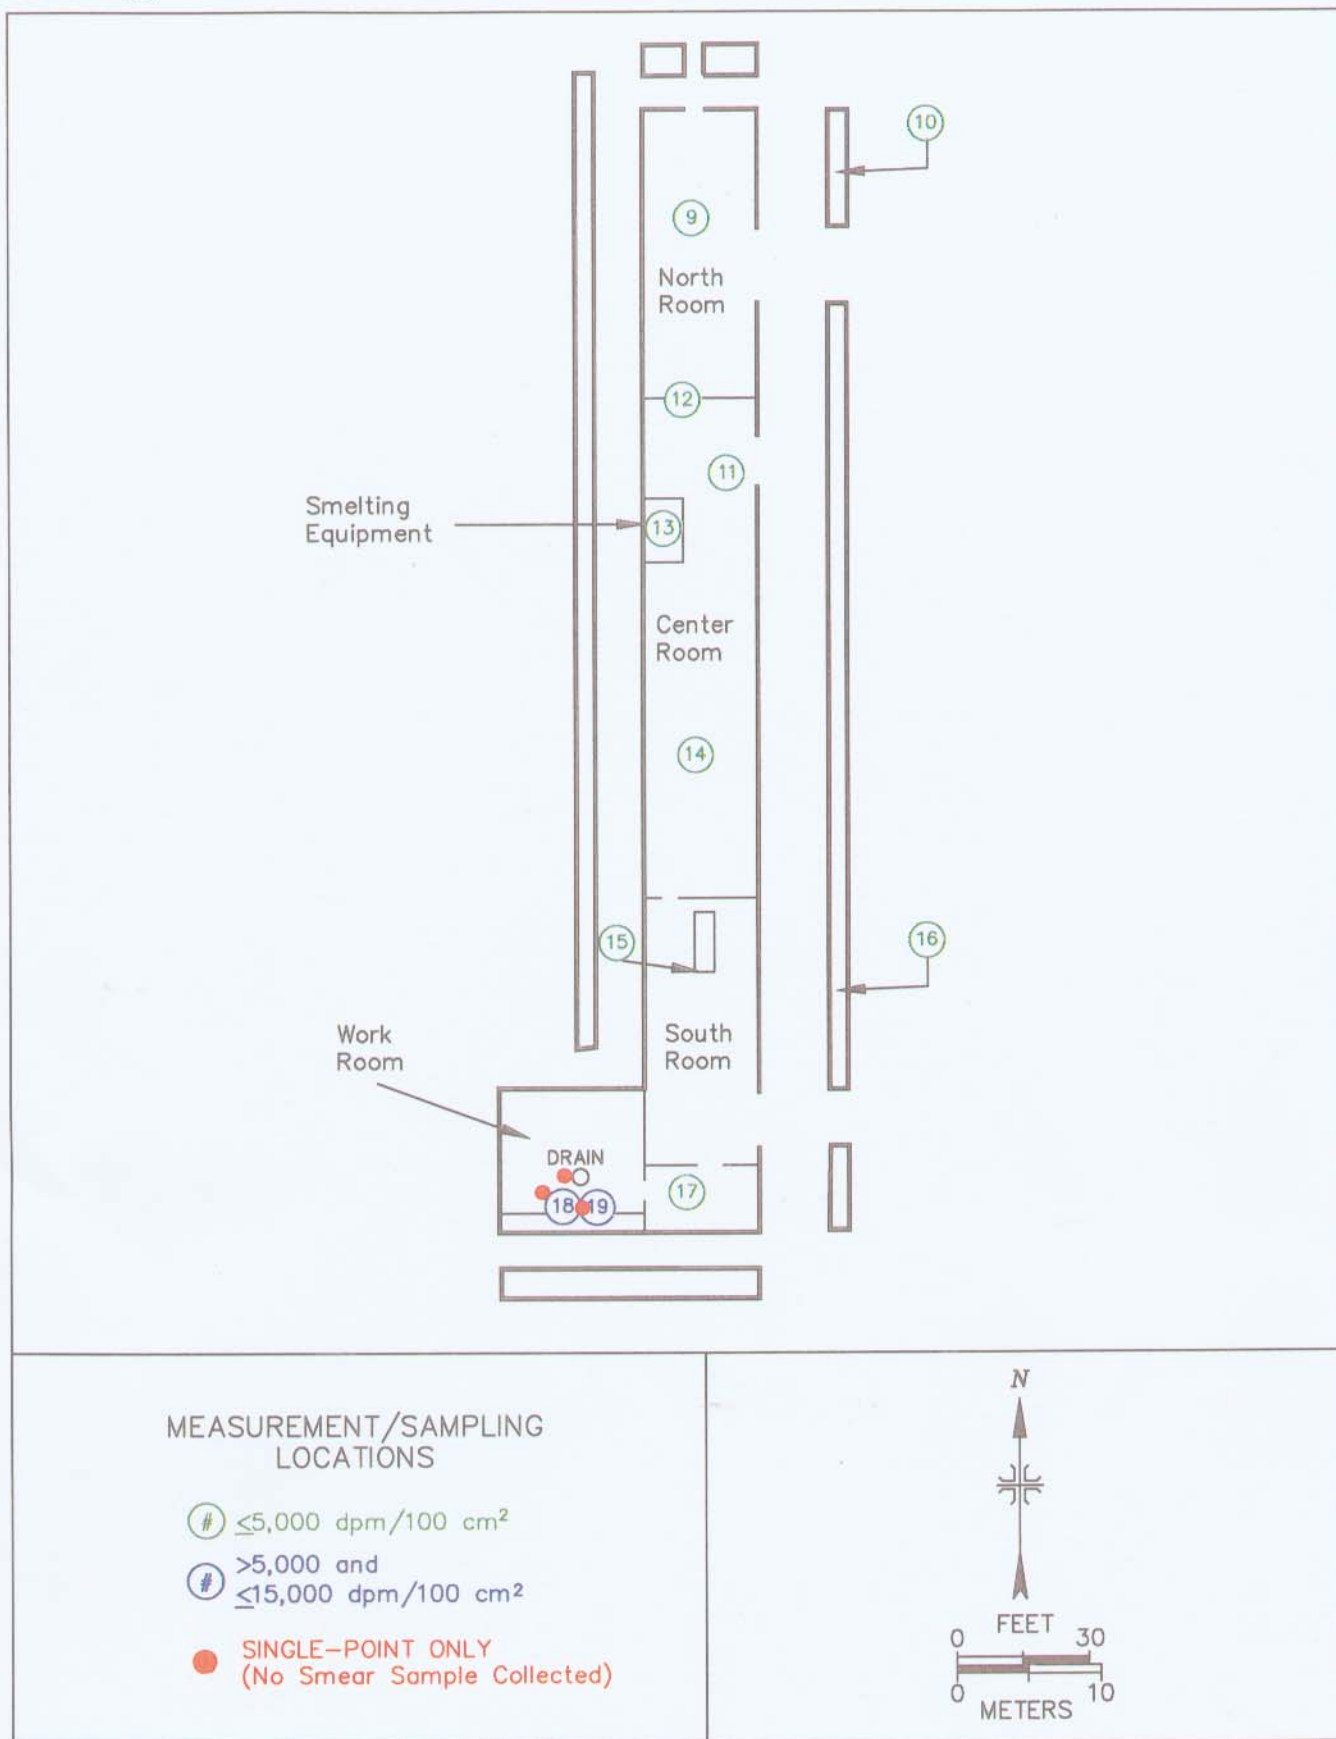 10
9
North
Room
12
11
Smelting
Equipment
13
Center
Room
14
15
16
Work
Room
South
Room
DRAIN
17
18
19
MEASUREMENT/SAMPLING
LOCATIONS
# ≤5,000 dpm/100 cm²
# >5,000 and
≤15,000 dpm/100 cm²
SINGLE-POINT ONLY
(No Smear Sample Collected)
N
FEET
0 30
0 10
METERS